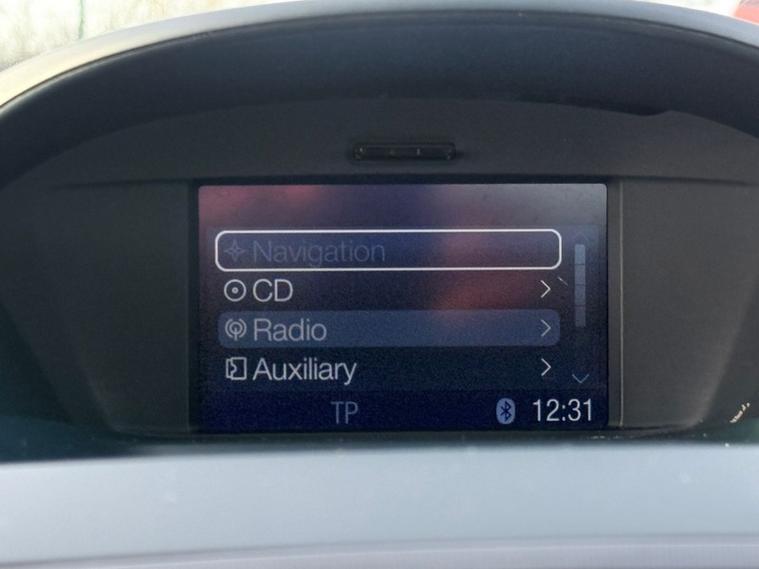 Navigation
CD
Radio
Auxiliary
TP 12:31